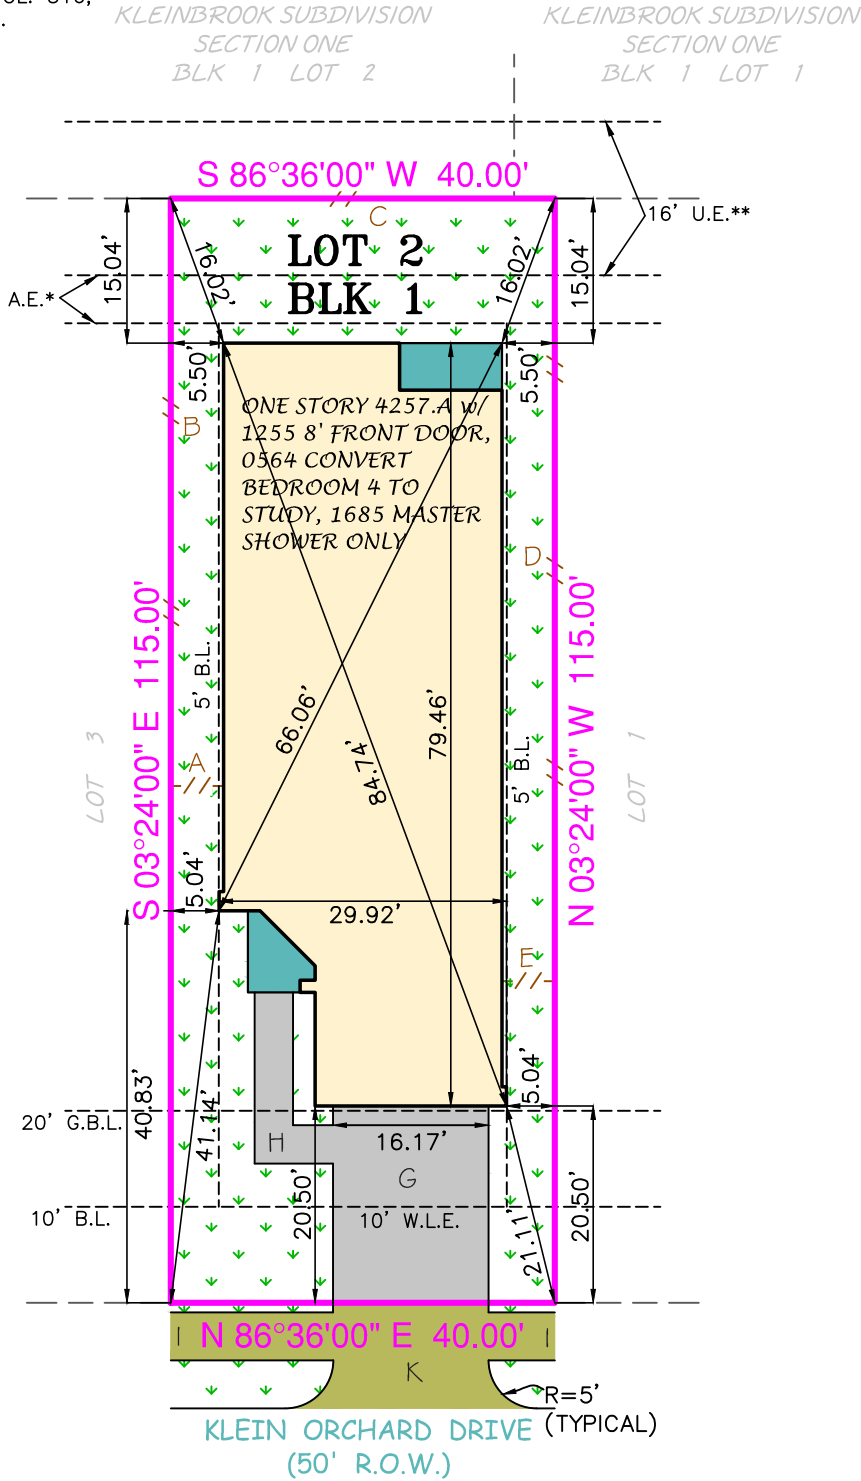 KLEINBROOK SUBDIVISION
SECTION ONE
BLK 1 LOT 2
KLEINBROOK SUBDIVISION
SECTION ONE
BLK 1 LOT 1
S 86°36'00" W 40.00'
C
16' U.E.**
LOT 2
BLK 1
15.04'
16.02'
16.02'
15.04'
A.E.*
5.50'
5.50'
B
ONE STORY 4257.A w/
1255 8' FRONT DOOR,
0564 CONVERT
BEDROOM 4 TO
STUDY, 1685 MASTER
SHOWER ONLY
D
S 03°24'00" E 115.00'
N 03°24'00" W 115.00'
5' B.L.
5' B.L.
LOT 3
LOT 1
66.06'
84.74'
79.46'
A
5.04'
29.92'
E
5.04'
40.83'
41.14'
20' G.B.L.
H
16.17'
G
20.50'
20.50'
21.11'
10' B.L.
10' W.L.E.
I
N 86°36'00" E 40.00'
I
K
R=5'
(TYPICAL)
KLEIN ORCHARD DRIVE
(50' R.O.W.)